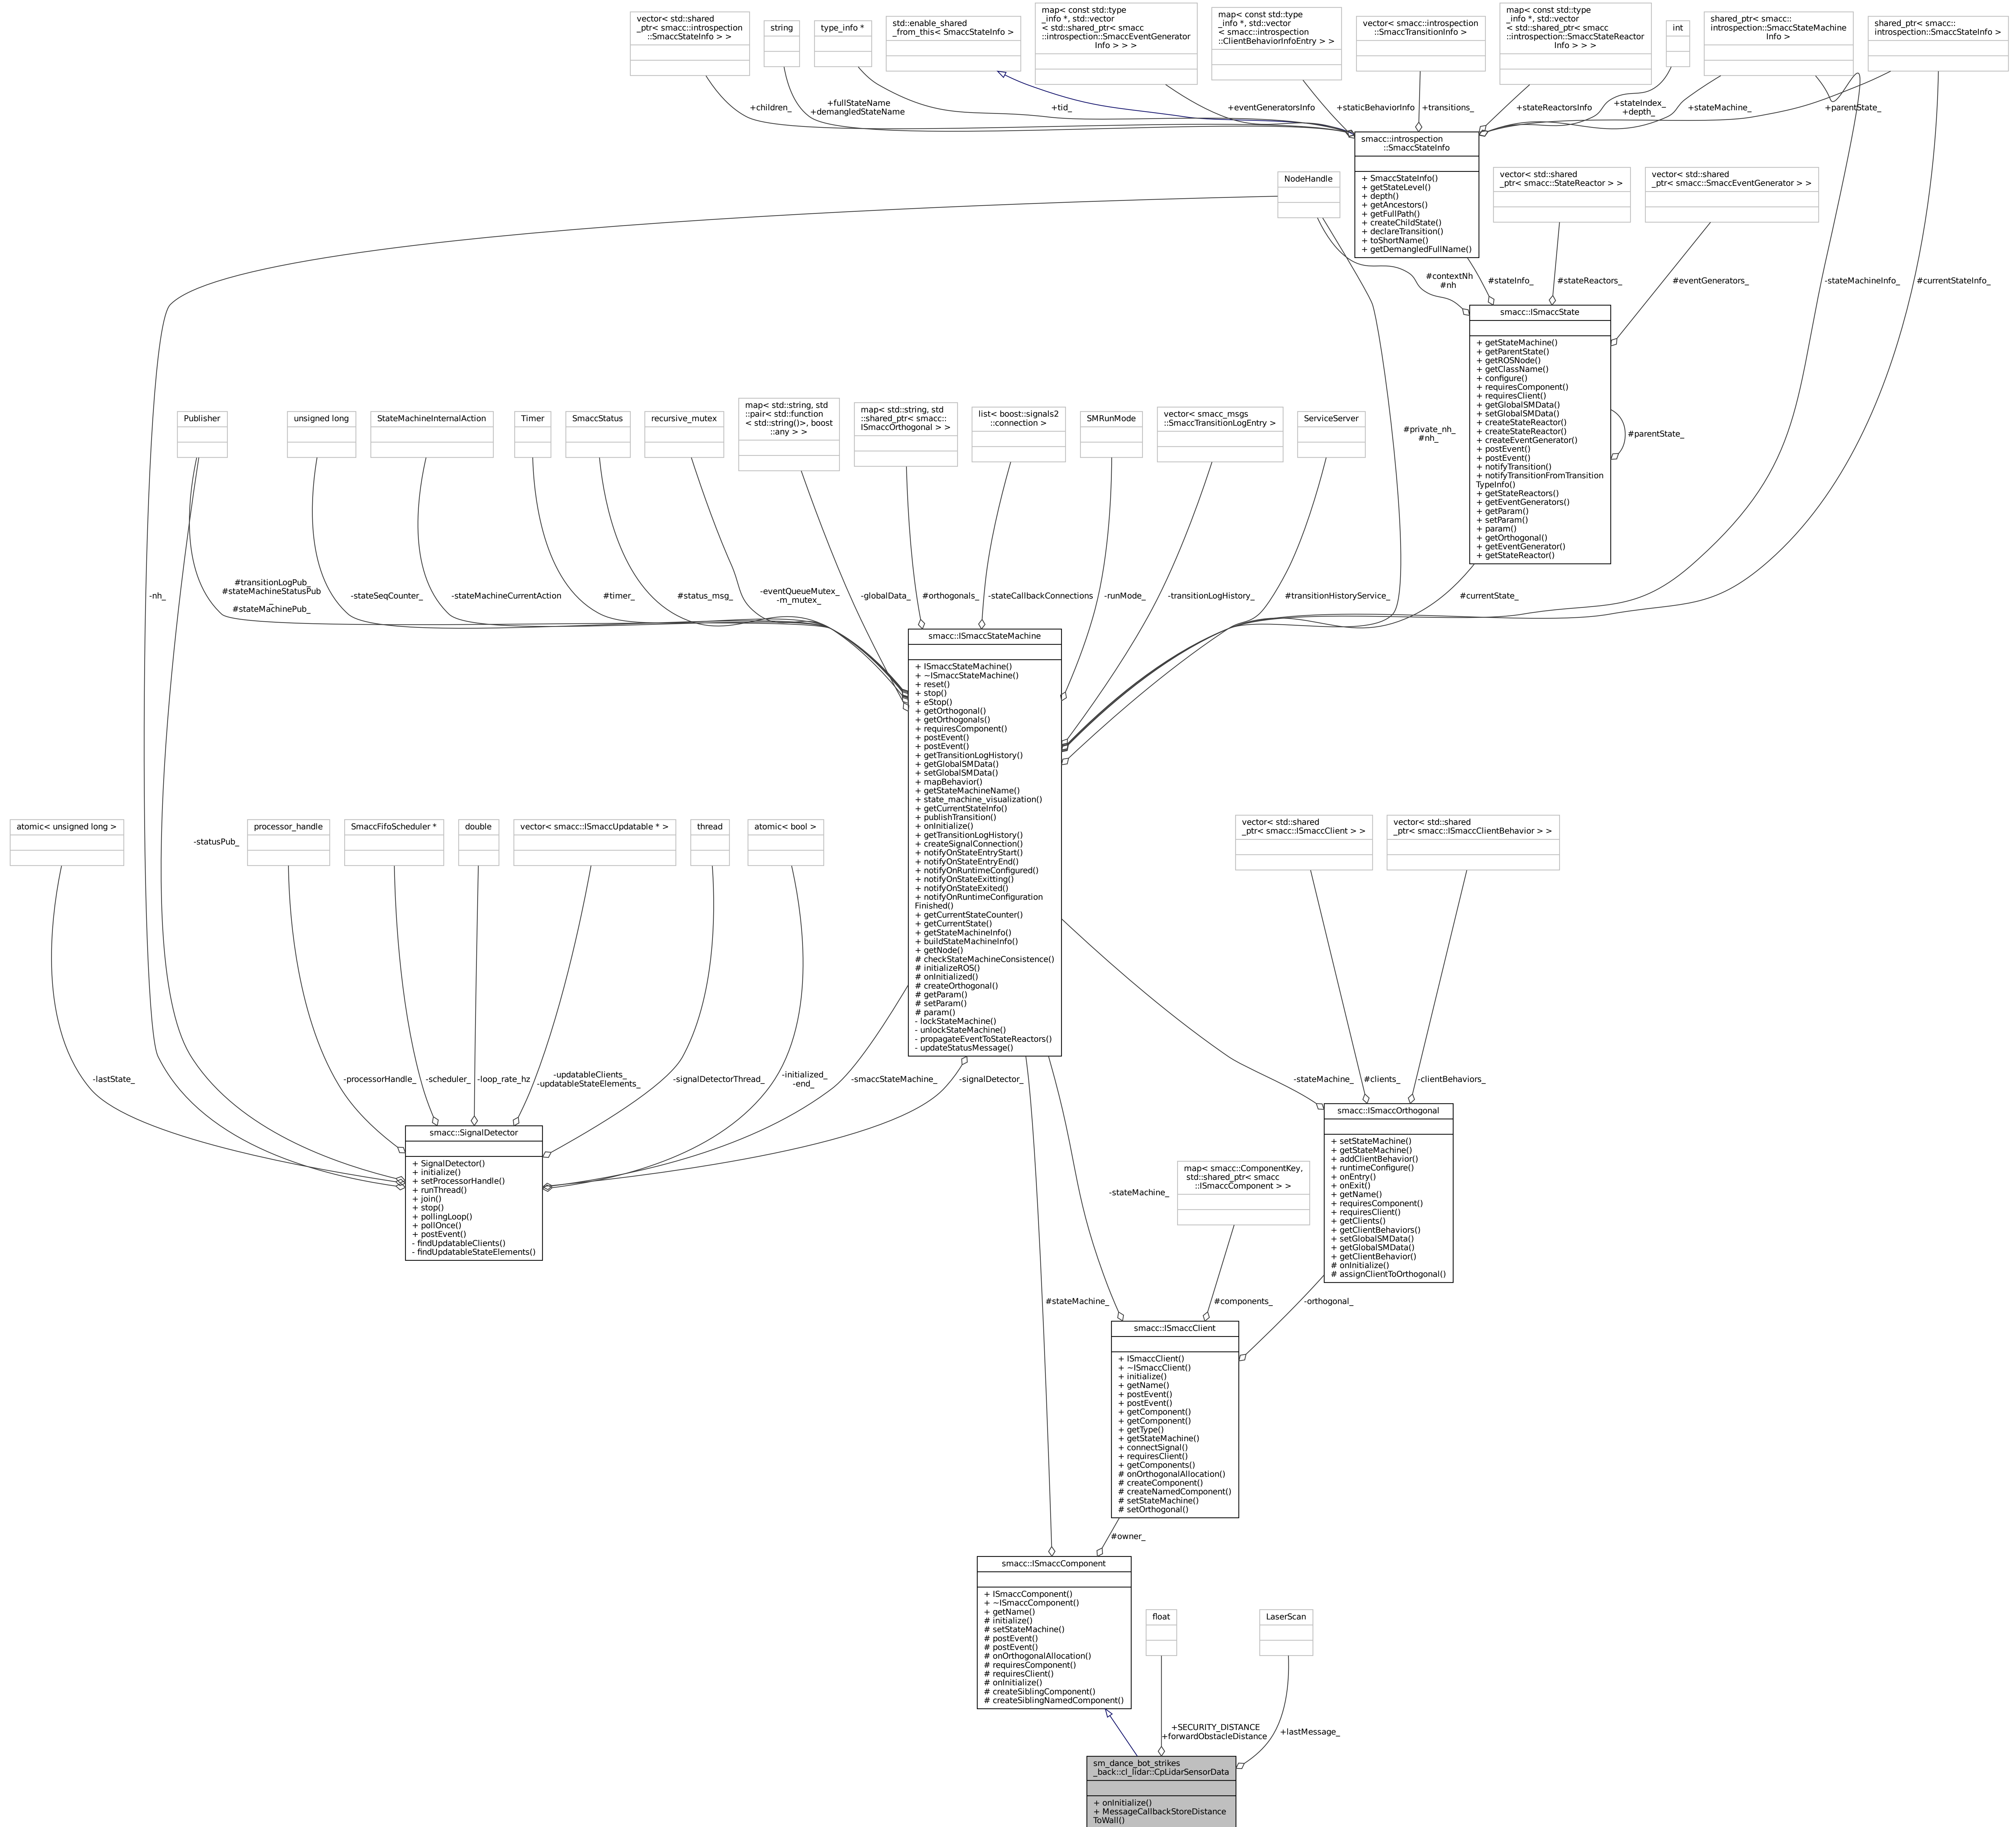 vector< std::shared
_ptr< smacc::introspection
::SmaccStateInfo > >
string
type_info *
std::enable_shared
_from_this< SmaccStateInfo >
map< const std::type
_info *, std::vector
< std::shared_ptr< smacc
::introspection::SmaccEventGenerator
Info > > >
map< const std::type
_info *, std::vector
< smacc::introspection
::ClientBehaviorInfoEntry > >
vector< smacc::introspection
::SmaccTransitionInfo >
map< const std::type
_info *, std::vector
< std::shared_ptr< smacc
::introspection::SmaccStateReactor
Info > > >
int
shared_ptr< smacc::
introspection::SmaccStateMachine
Info >
shared_ptr< smacc::
introspection::SmaccStateInfo >
+children_
+fullStateName
+demangledStateName
+tid_
+eventGeneratorsInfo
+staticBehaviorInfo
+transitions_
+stateReactorsInfo
+stateIndex_
+depth_
+stateMachine_
+parentState_
smacc::introspection
::SmaccStateInfo
+ SmaccStateInfo()
+ getStateLevel()
+ depth()
+ getAncestors()
+ getFullPath()
+ createChildState()
+ declareTransition()
+ toShortName()
+ getDemangledFullName()
NodeHandle
vector< std::shared
_ptr< smacc::StateReactor > >
vector< std::shared
_ptr< smacc::SmaccEventGenerator > >
#contextNh
#nh
#stateInfo_
#stateReactors_
#eventGenerators_
-stateMachineInfo_
#currentStateInfo_
smacc::ISmaccState
+ getStateMachine()
+ getParentState()
+ getROSNode()
+ getClassName()
+ configure()
+ requiresComponent()
+ requiresClient()
+ getGlobalSMData()
+ setGlobalSMData()
+ createStateReactor()
+ createStateReactor()
+ createEventGenerator()
+ postEvent()
+ postEvent()
+ notifyTransition()
+ notifyTransitionFromTransition
TypeInfo()
+ getStateReactors()
+ getEventGenerators()
+ getParam()
+ setParam()
+ param()
+ getOrthogonal()
+ getEventGenerator()
+ getStateReactor()
#parentState_
Publisher
unsigned long
StateMachineInternalAction
Timer
SmaccStatus
recursive_mutex
map< std::string, std
::pair< std::function
< std::string()>, boost
::any > >
map< std::string, std
::shared_ptr< smacc::
ISmaccOrthogonal > >
list< boost::signals2
::connection >
SMRunMode
vector< smacc_msgs
::SmaccTransitionLogEntry >
ServiceServer
#private_nh_
#nh_
-nh_
#transitionLogPub_
#stateMachineStatusPub
_
#stateMachinePub_
-stateSeqCounter_
-stateMachineCurrentAction
#timer_
#status_msg_
-eventQueueMutex_
-m_mutex_
-globalData_
#orthogonals_
-stateCallbackConnections
-runMode_
-transitionLogHistory_
#transitionHistoryService_
#currentState_
smacc::ISmaccStateMachine
+ ISmaccStateMachine()
+ ~ISmaccStateMachine()
+ reset()
+ stop()
+ eStop()
+ getOrthogonal()
+ getOrthogonals()
+ requiresComponent()
+ postEvent()
+ postEvent()
+ getTransitionLogHistory()
+ getGlobalSMData()
+ setGlobalSMData()
+ mapBehavior()
+ getStateMachineName()
+ state_machine_visualization()
+ getCurrentStateInfo()
+ publishTransition()
+ onInitialize()
+ getTransitionLogHistory()
+ createSignalConnection()
+ notifyOnStateEntryStart()
+ notifyOnStateEntryEnd()
+ notifyOnRuntimeConfigured()
+ notifyOnStateExitting()
+ notifyOnStateExited()
+ notifyOnRuntimeConfiguration
Finished()
+ getCurrentStateCounter()
+ getCurrentState()
+ getStateMachineInfo()
+ buildStateMachineInfo()
+ getNode()
# checkStateMachineConsistence()
# initializeROS()
# onInitialized()
# createOrthogonal()
# getParam()
# setParam()
# param()
- lockStateMachine()
- unlockStateMachine()
- propagateEventToStateReactors()
- updateStatusMessage()
atomic< unsigned long >
-statusPub_
processor_handle
SmaccFifoScheduler *
double
vector< smacc::ISmaccUpdatable * >
thread
atomic< bool >
vector< std::shared
_ptr< smacc::ISmaccClient > >
vector< std::shared
_ptr< smacc::ISmaccClientBehavior > >
-lastState_
-processorHandle_
-scheduler_
-loop_rate_hz
-updatableClients_
-updatableStateElements_
-signalDetectorThread_
-initialized_
-end_
-smaccStateMachine_
-signalDetector_
-stateMachine_
#clients_
-clientBehaviors_
smacc::SignalDetector
+ SignalDetector()
+ initialize()
+ setProcessorHandle()
+ runThread()
+ join()
+ stop()
+ pollingLoop()
+ pollOnce()
+ postEvent()
- findUpdatableClients()
- findUpdatableStateElements()
smacc::ISmaccOrthogonal
+ setStateMachine()
+ getStateMachine()
+ addClientBehavior()
+ runtimeConfigure()
+ onEntry()
+ onExit()
+ getName()
+ requiresComponent()
+ requiresClient()
+ getClients()
+ getClientBehaviors()
+ setGlobalSMData()
+ getGlobalSMData()
+ getClientBehavior()
# onInitialize()
# assignClientToOrthogonal()
-stateMachine_
map< smacc::ComponentKey,
std::shared_ptr< smacc
::ISmaccComponent > >
#stateMachine_
#components_
-orthogonal_
smacc::ISmaccClient
+ ISmaccClient()
+ ~ISmaccClient()
+ initialize()
+ getName()
+ postEvent()
+ postEvent()
+ getComponent()
+ getComponent()
+ getType()
+ getStateMachine()
+ connectSignal()
+ requiresClient()
+ getComponents()
# onOrthogonalAllocation()
# createComponent()
# createNamedComponent()
# setStateMachine()
# setOrthogonal()
#owner_
smacc::ISmaccComponent
+ ISmaccComponent()
+ ~ISmaccComponent()
+ getName()
# initialize()
# setStateMachine()
# postEvent()
# postEvent()
# onOrthogonalAllocation()
# requiresComponent()
# requiresClient()
# onInitialize()
# createSiblingComponent()
# createSiblingNamedComponent()
float
LaserScan
+SECURITY_DISTANCE
+forwardObstacleDistance
+lastMessage_
sm_dance_bot_strikes
_back::cl_lidar::CpLidarSensorData
+ onInitialize()
+ MessageCallbackStoreDistance
ToWall()